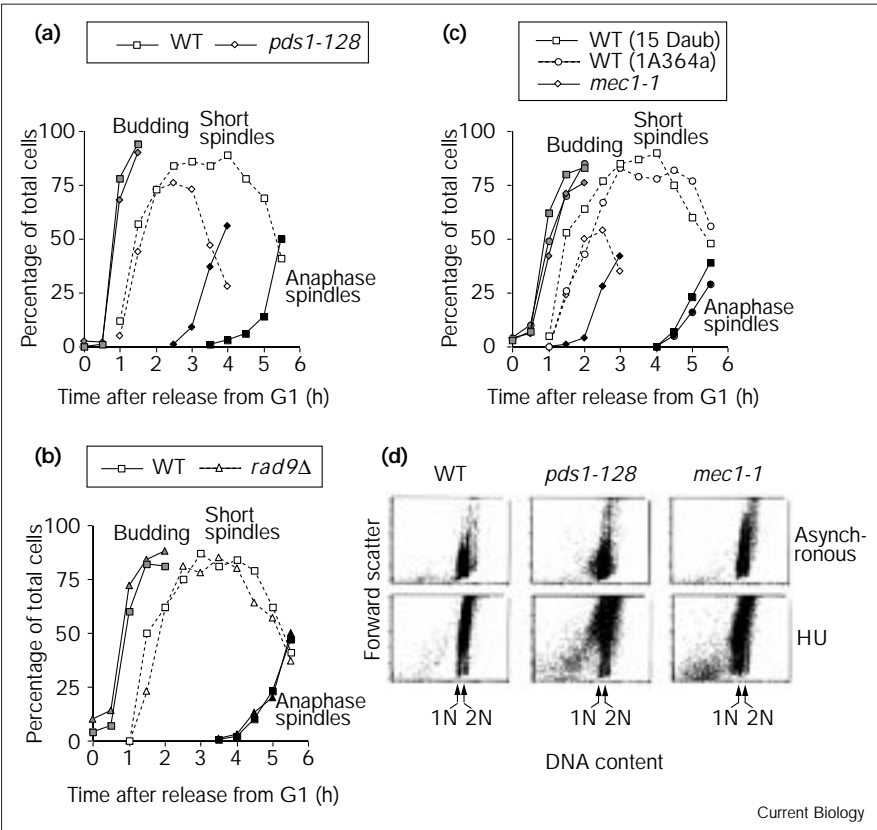 (a)
WT pds1-128
Percentage of total cells
100
75
50
25
0
Budding
Short
spindles
Anaphase
spindles
0 1 2 3 4 5 6
Time after release from G1 (h)
(b)
WT rad9Δ
Percentage of total cells
100
75
50
25
0
Budding
Short
spindles
Anaphase
spindles
0 1 2 3 4 5 6
Time after release from G1 (h)
(c)
WT (15 Daub)
WT (1A364a)
mec1-1
Percentage of total cells
100
75
50
25
0
Budding
Short
spindles
Anaphase
spindles
0 1 2 3 4 5 6
Time after release from G1 (h)
(d)
WT pds1-128 mec1-1
Forward scatter
Asynch-
ronous
HU
1N 2N 1N 2N 1N 2N
DNA content
Current Biology